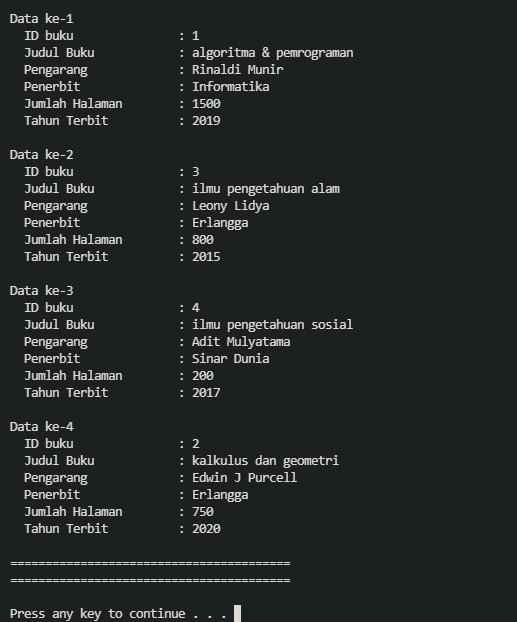 Data ke-1
  ID buku               : 1
  Judul Buku            : algoritma & pemrograman
  Pengarang             : Rinaldi Munir
  Penerbit              : Informatika
  Jumlah Halaman        : 1500
  Tahun Terbit          : 2019

Data ke-2
  ID buku               : 3
  Judul Buku            : ilmu pengetahuan alam
  Pengarang             : Leony Lidya
  Penerbit              : Erlangga
  Jumlah Halaman        : 800
  Tahun Terbit          : 2015

Data ke-3
  ID buku               : 4
  Judul Buku            : ilmu pengetahuan sosial
  Pengarang             : Adit Mulyatama
  Penerbit              : Sinar Dunia
  Jumlah Halaman        : 200
  Tahun Terbit          : 2017

Data ke-4
  ID buku               : 2
  Judul Buku            : kalkulus dan geometri
  Pengarang             : Edwin J Purcell
  Penerbit              : Erlangga
  Jumlah Halaman        : 750
  Tahun Terbit          : 2020

========================================
========================================

Press any key to continue . . .